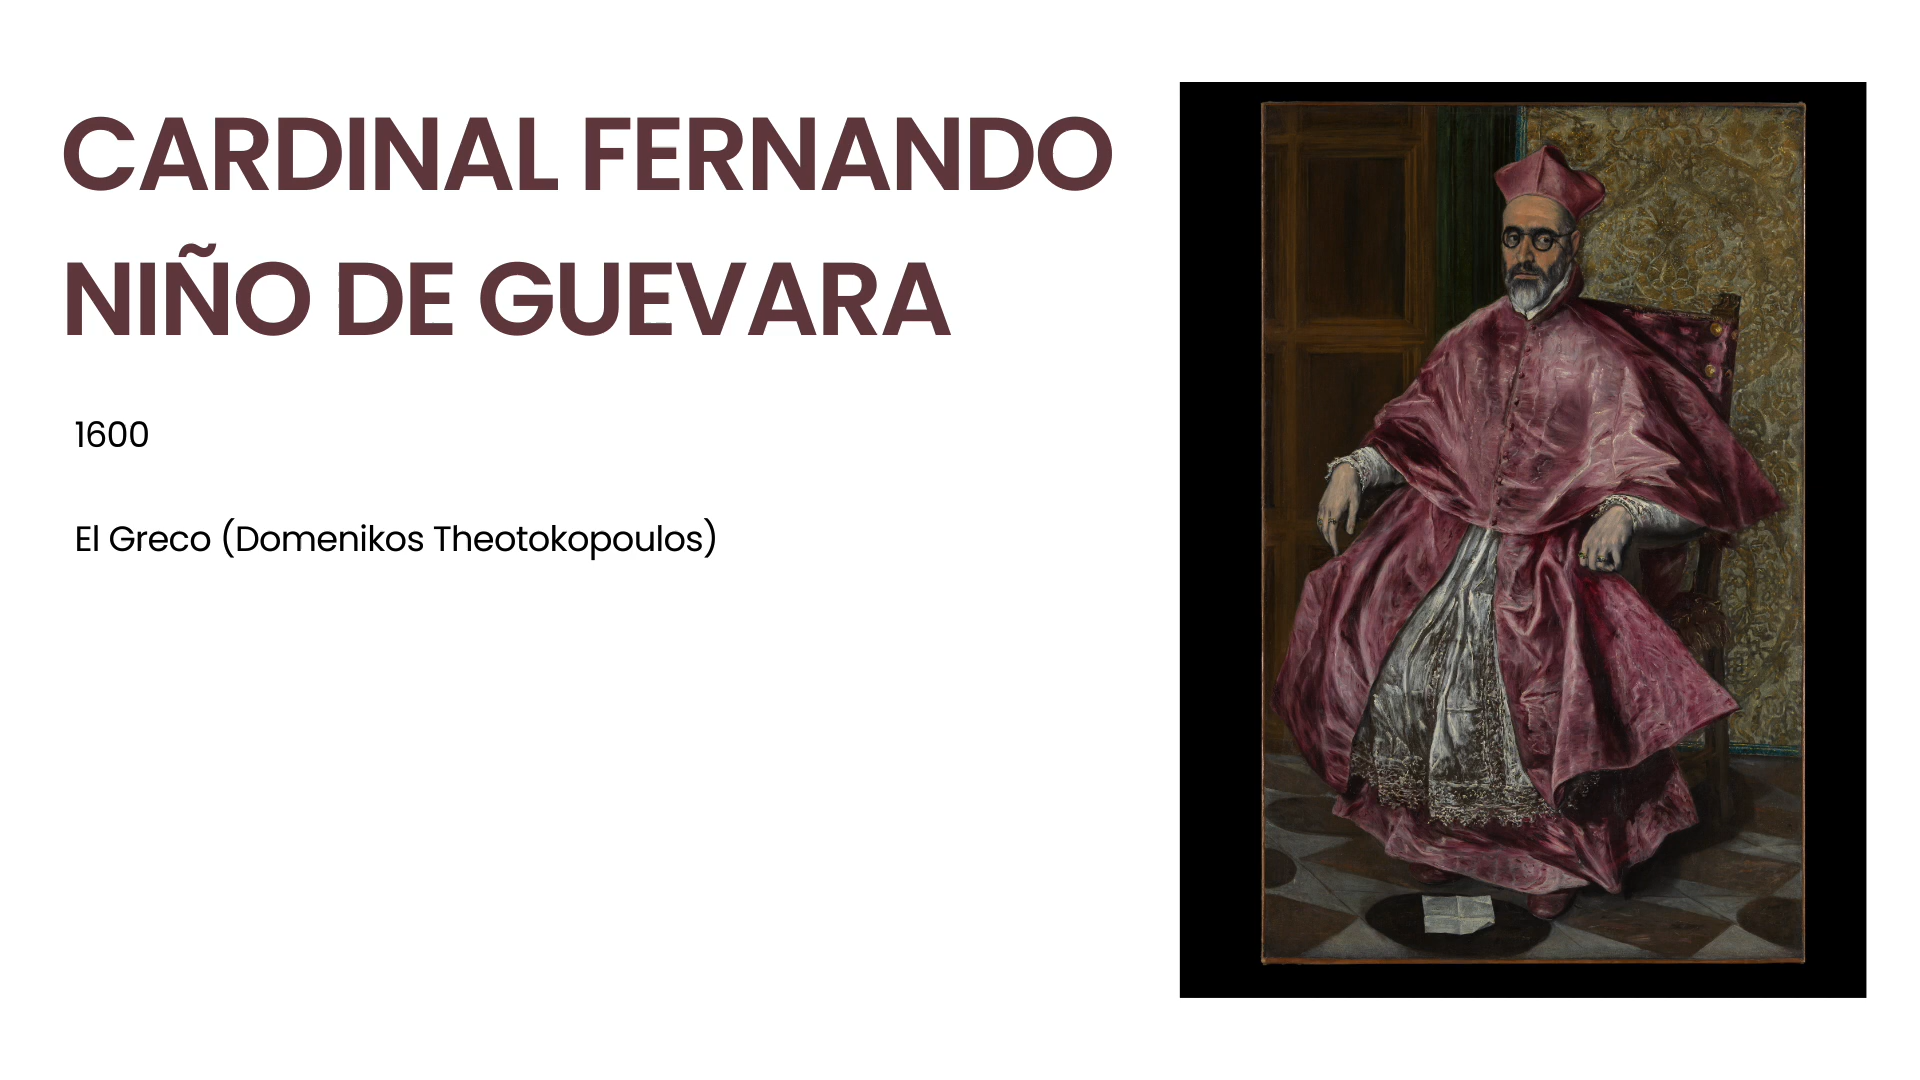 CARDINAL FERNANDO
NIÑO DE GUEVARA
1600
El Greco (Domenikos Theotokopoulos)